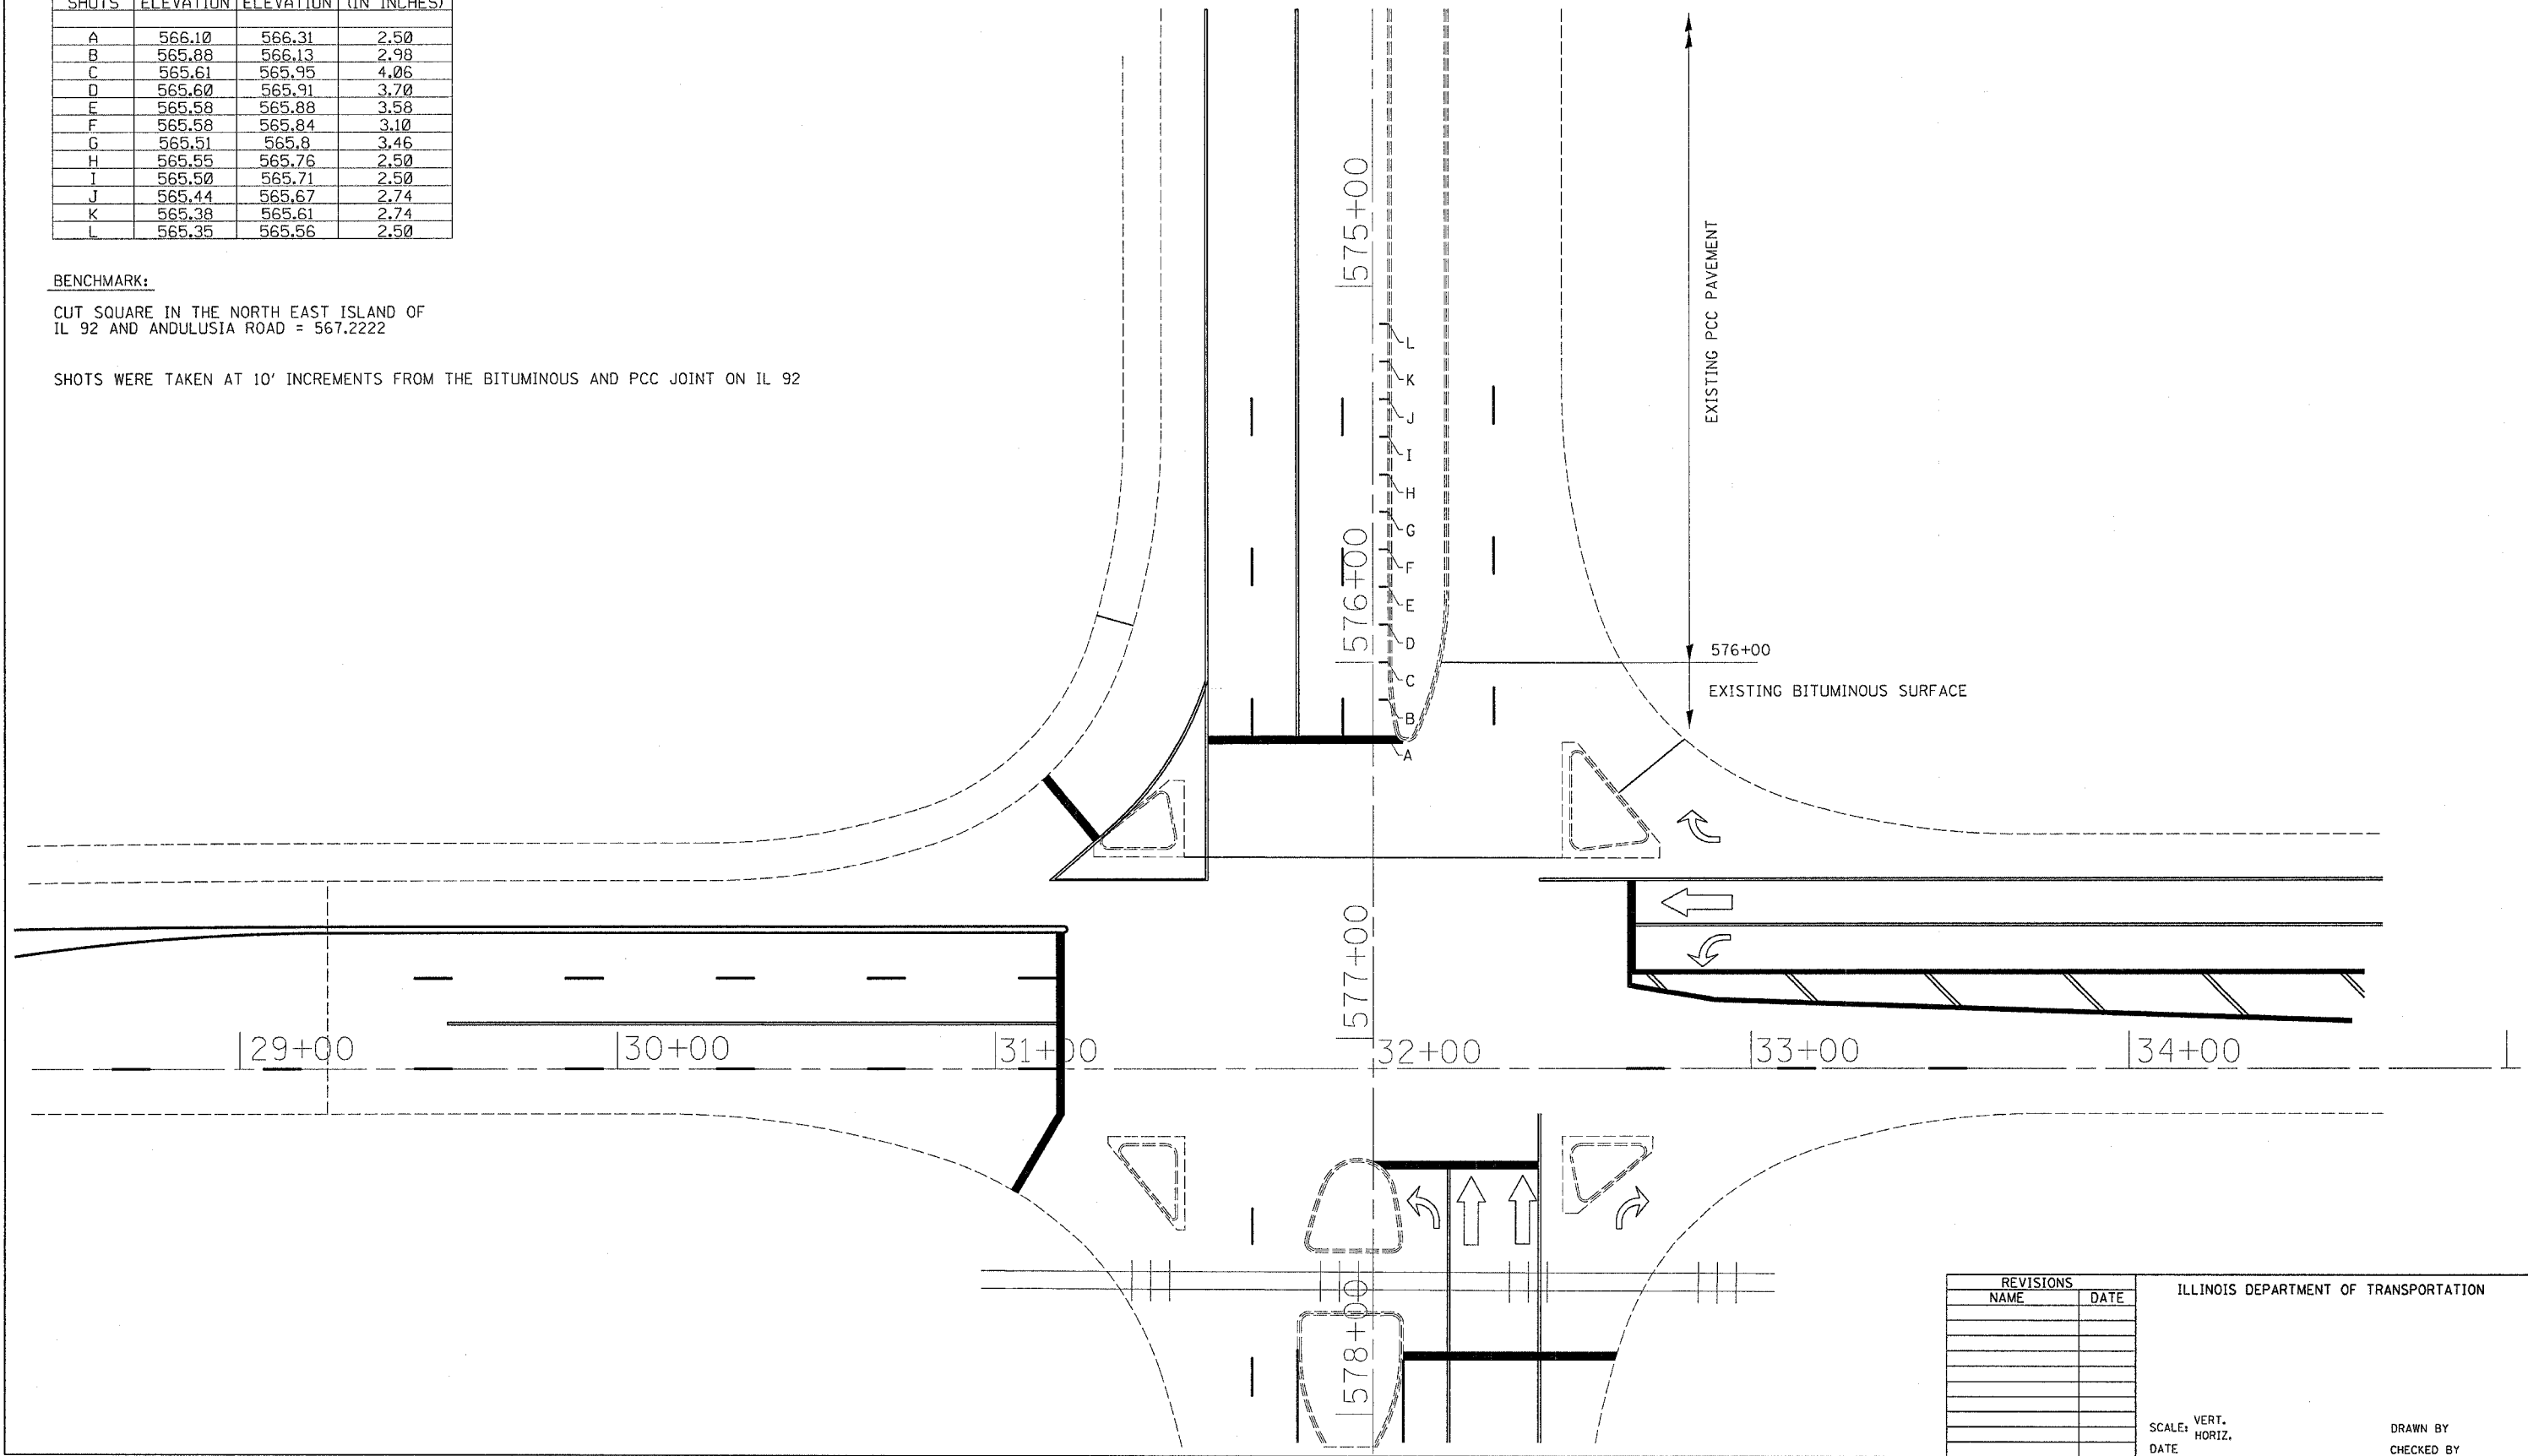 SHOTS ELEVATION ELEVATION (IN INCHES)
A 566.10 566.31 2.50
B 565.88 566.13 2.98
C 565.61 565.95 4.06
D 565.60 565.91 3.70
E 565.58 565.88 3.58
F 565.58 565.84 3.10
G 565.51 565.8 3.46
H 565.55 565.76 2.50
I 565.50 565.71 2.50
J 565.44 565.67 2.74
K 565.38 565.61 2.74
L 565.35 565.56 2.50
BENCHMARK:
CUT SQUARE IN THE NORTH EAST ISLAND OF
IL 92 AND ANDULUSIA ROAD = 567.2222
SHOTS WERE TAKEN AT 10' INCREMENTS FROM THE BITUMINOUS AND PCC JOINT ON IL 92
575+00
EXISTING PCC PAVEMENT
L
K
J
I
H
G
F
E
D
C
B
A
576+00
576+00
EXISTING BITUMINOUS SURFACE
577+00
29+00
30+00
31+00
32+00
33+00
34+00
578+00
REVISIONS
NAME DATE
ILLINOIS DEPARTMENT OF TRANSPORTATION
SCALE: VERT.
HORIZ.
DATE
DRAWN BY
CHECKED BY